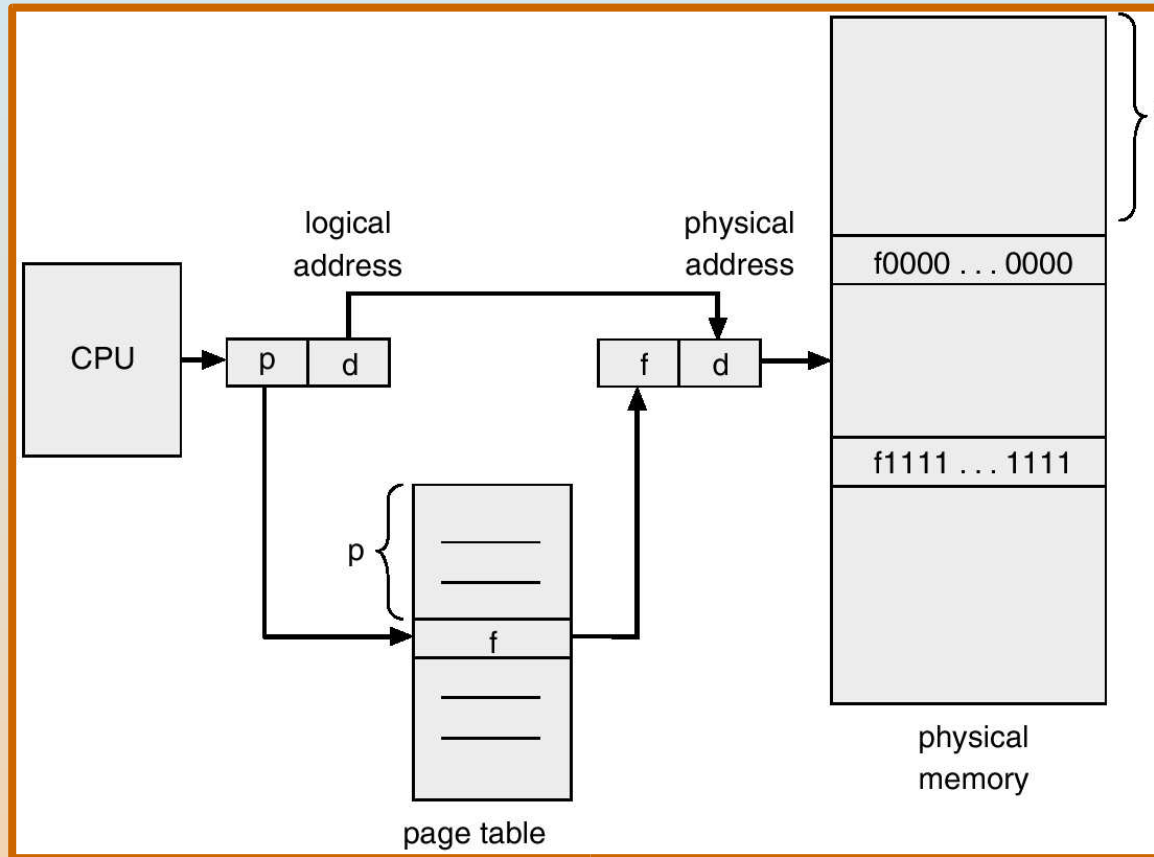 logical
address
physical
address
f0000 . . . 0000
CPU
p
d
f
d
f1111 . . . 1111
p
f
physical
memory
page table